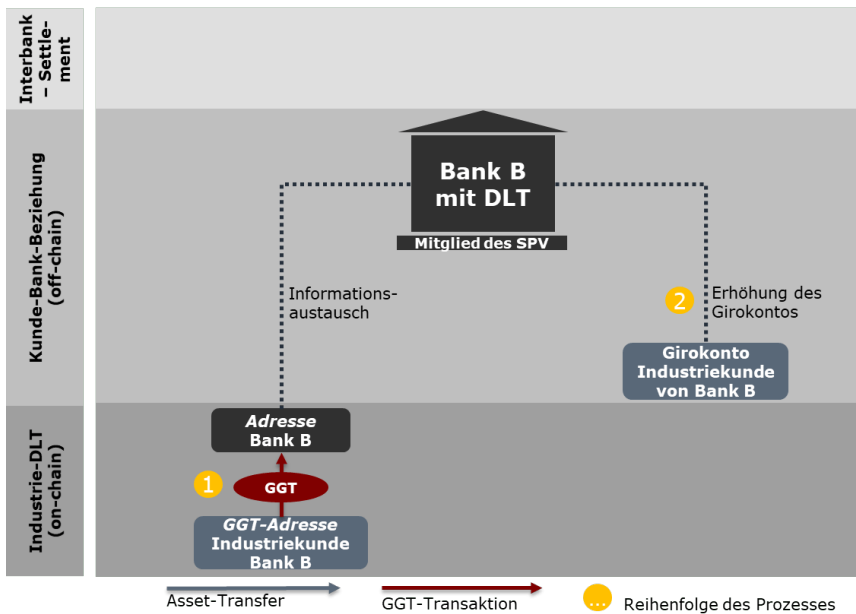 Interbank
– Settle-
ment
Kunde-Bank-Beziehung
(off-chain)
Industrie-DLT
(on-chain)
Bank B
mit DLT
Mitglied des SPV
Informations-
austausch
2
Erhöhung des
Girokontos
Girokonto
Industriekunde
von Bank B
Adresse
Bank B
1
GGT
GGT-Adresse
Industriekunde
Bank B
Asset-Transfer
GGT-Transaktion
...
Reihenfolge des Prozesses